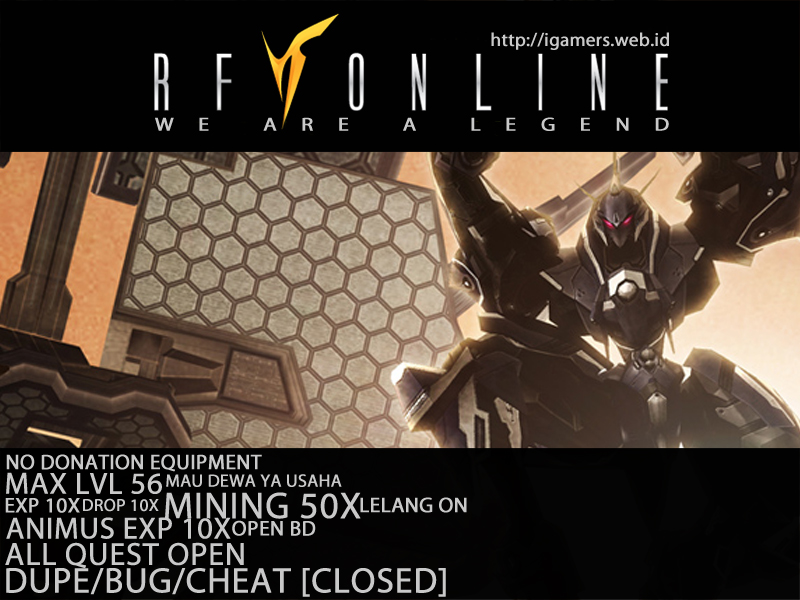 http://igamers.web.id
RF ONLINE
WE ARE A LEGEND
NO DONATION EQUIPMENT
MAX LVL 56 MAU DEWA YA USAHA
EXP 10X DROP 10X MINING 50X LELANG ON
ANIMUS EXP 10X OPEN BD
ALL QUEST OPEN
DUPE/BUG/CHEAT [CLOSED]